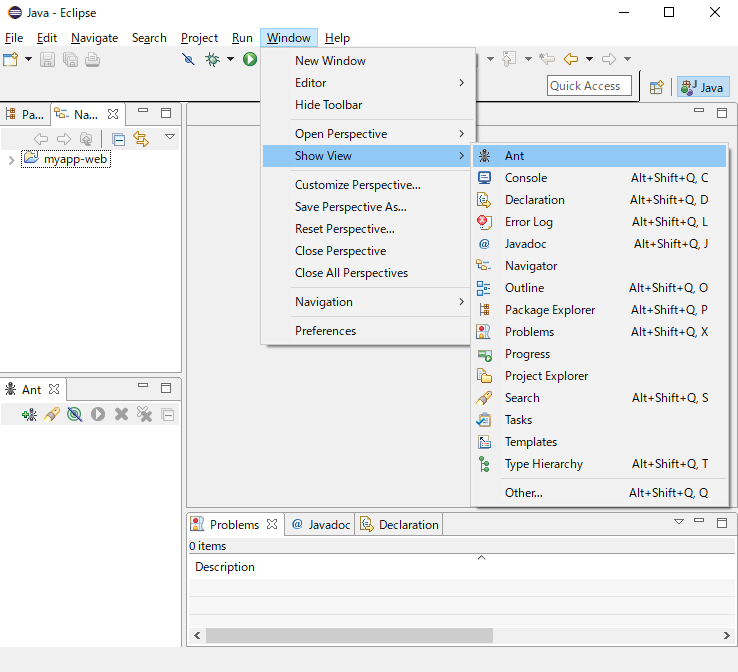 Java - Eclipse
File Edit Navigate Search Project Run Window Help
Quick Access
Java
Pa...
Na...
myapp-web
New Window
Editor
Hide Toolbar
Open Perspective
Show View
Customize Perspective...
Save Perspective As...
Reset Perspective...
Close Perspective
Close All Perspectives
Navigation
Preferences
Ant
Console Alt+Shift+Q, C
Declaration Alt+Shift+Q, D
Error Log Alt+Shift+Q, L
Javadoc Alt+Shift+Q, J
Navigator
Outline Alt+Shift+Q, O
Package Explorer Alt+Shift+Q, P
Problems Alt+Shift+Q, X
Progress
Project Explorer
Search Alt+Shift+Q, S
Tasks
Templates
Type Hierarchy Alt+Shift+Q, T
Other... Alt+Shift+Q, Q
Ant
Problems
Javadoc
Declaration
0 items
Description